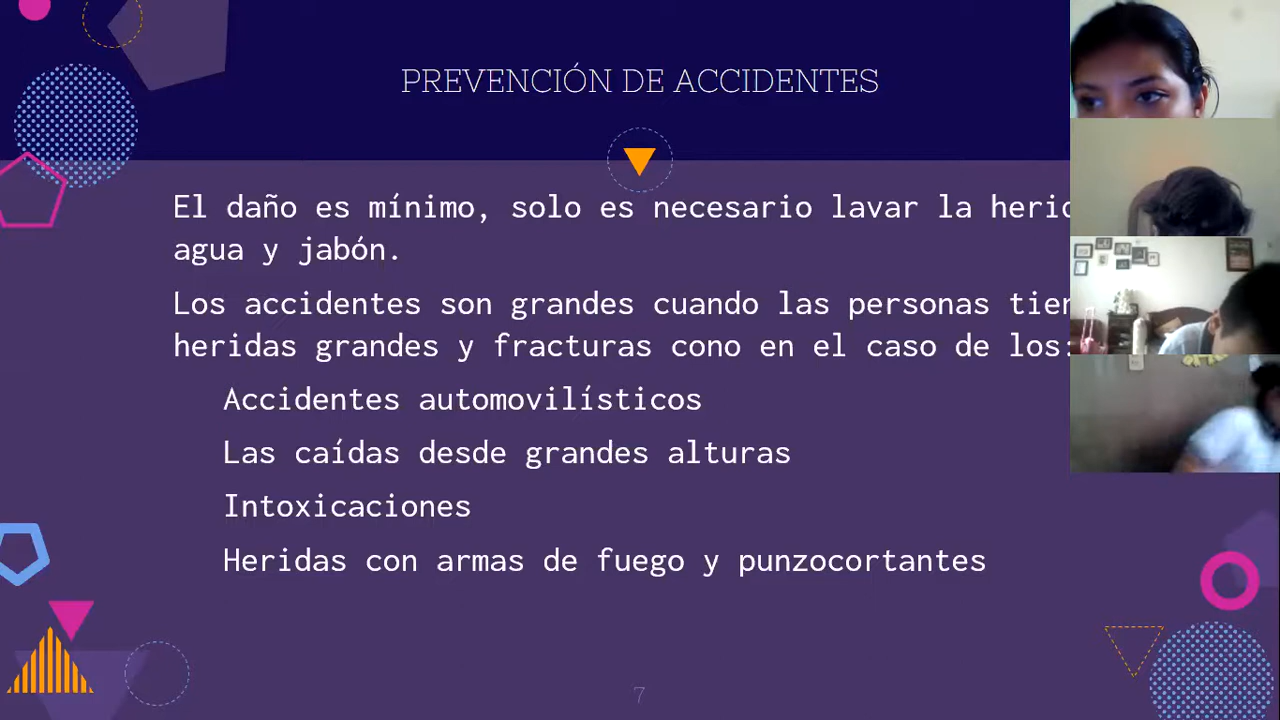 PREVENCIÓN DE ACCIDENTES
El daño es mínimo, solo es necesario lavar la
agua y jabón.
Los accidentes son grandes cuando las personas
heridas grandes y fracturas cono en el caso de los:
Accidentes automovilísticos
Las caídas desde grandes alturas
Intoxicaciones
Heridas con armas de fuego y punzocortantes
7